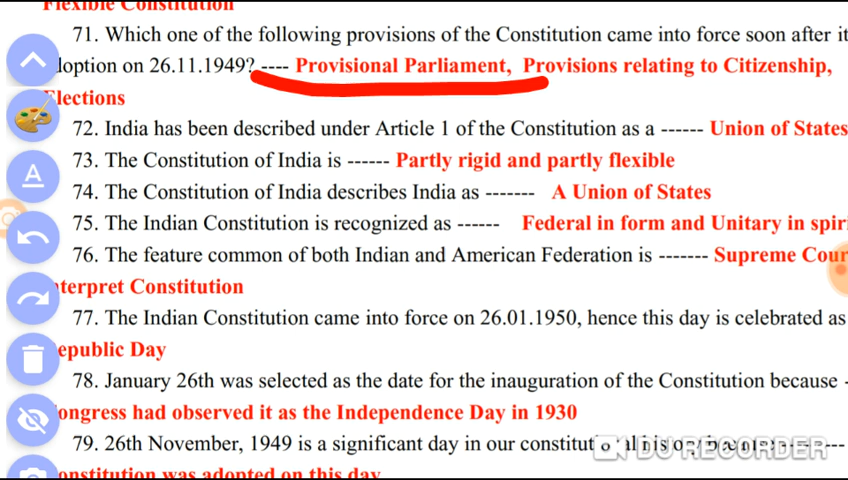 Flexible Constitution
71. Which one of the following provisions of the Constitution came into force soon after it
loption on 26.11.1949? ---- Provisional Parliament, Provisions relating to Citizenship,
Elections
72. India has been described under Article 1 of the Constitution as a ------ Union of States
73. The Constitution of India is ------ Partly rigid and partly flexible
74. The Constitution of India describes India as ------- A Union of States
75. The Indian Constitution is recognized as ------ Federal in form and Unitary in spiri
76. The feature common of both Indian and American Federation is ------- Supreme Cour
terpret Constitution
77. The Indian Constitution came into force on 26.01.1950, hence this day is celebrated as
epublic Day
78. January 26th was selected as the date for the inauguration of the Constitution because -
ongress had observed it as the Independence Day in 1930
79. 26th November, 1949 is a significant day in our
DU RECORDER
onstitution was adopted on this day
A